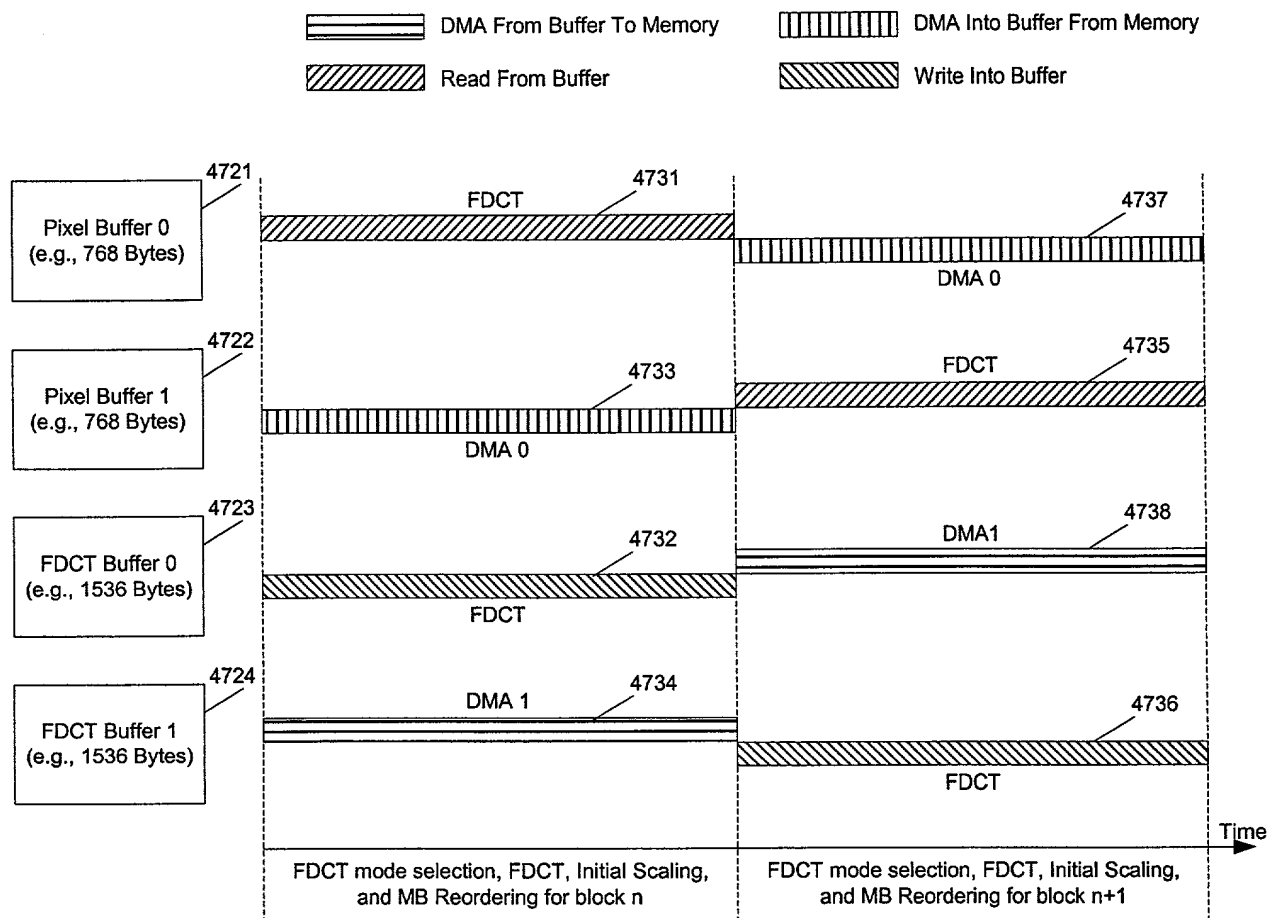 DMA From Buffer To Memory
DMA Into Buffer From Memory
Read From Buffer
Write Into Buffer
4721
4731
FDCT
4737
Pixel Buffer 0
(e.g., 768 Bytes)
DMA 0
4722
4735
4733
FDCT
Pixel Buffer 1
(e.g., 768 Bytes)
DMA 0
4723
4738
DMA1
4732
FDCT Buffer 0
(e.g., 1536 Bytes)
FDCT
4724
4734
DMA 1
4736
FDCT Buffer 1
(e.g., 1536 Bytes)
FDCT
Time
FDCT mode selection, FDCT, Initial Scaling,
and MB Reordering for block n
FDCT mode selection, FDCT, Initial Scaling,
and MB Reordering for block n+1